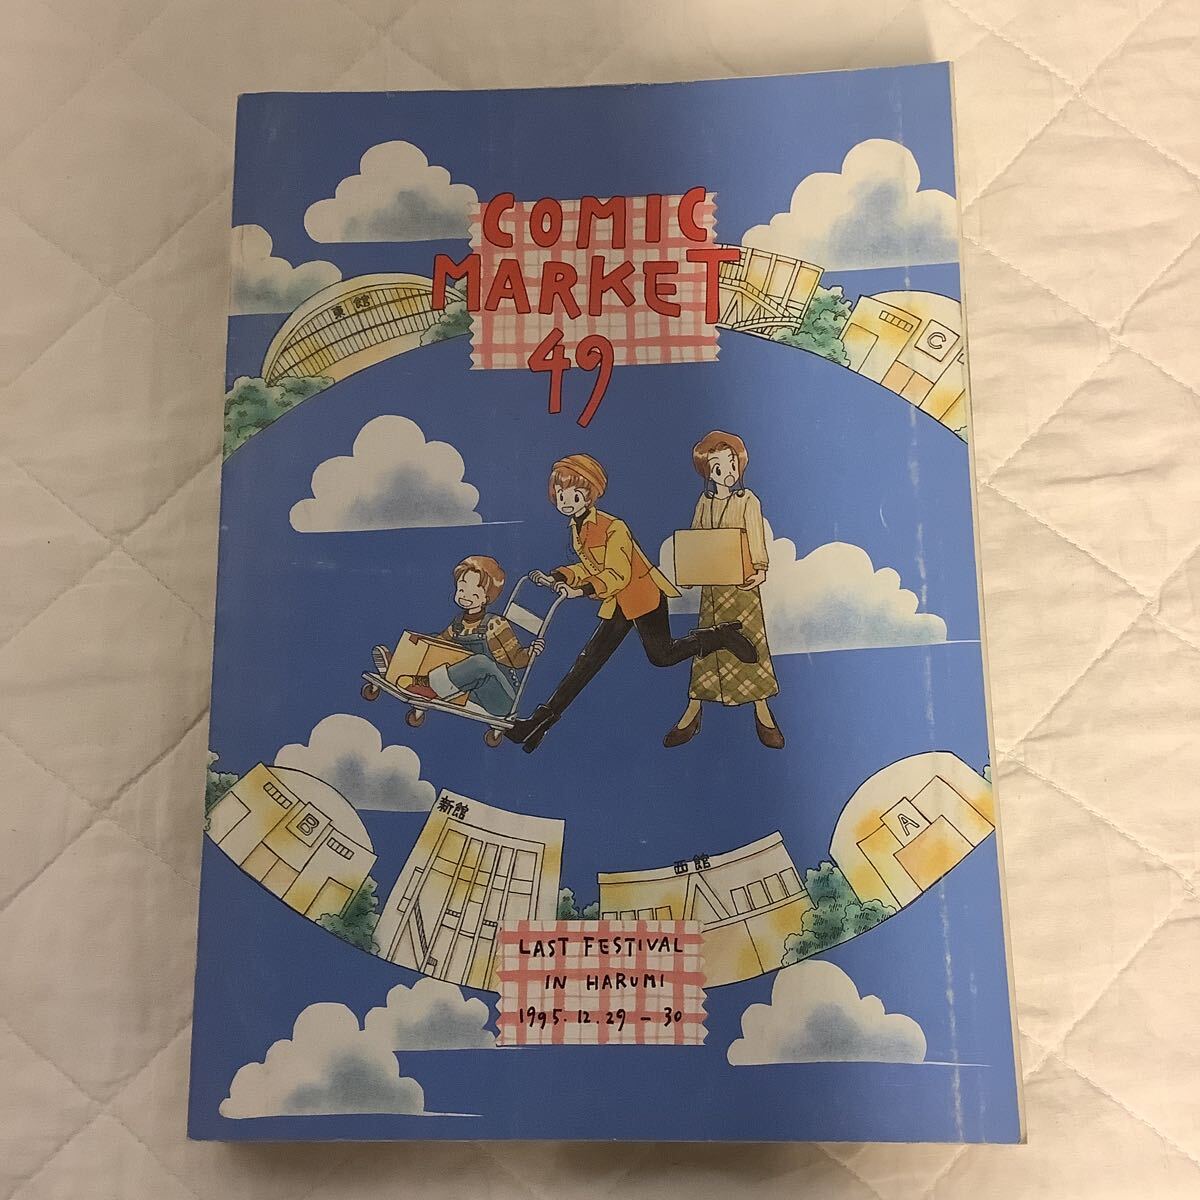 COMIC
MARKET
49
東館
C
B
新館
西館
A
LAST FESTIVAL
IN HARUMI
1995.12.29-30